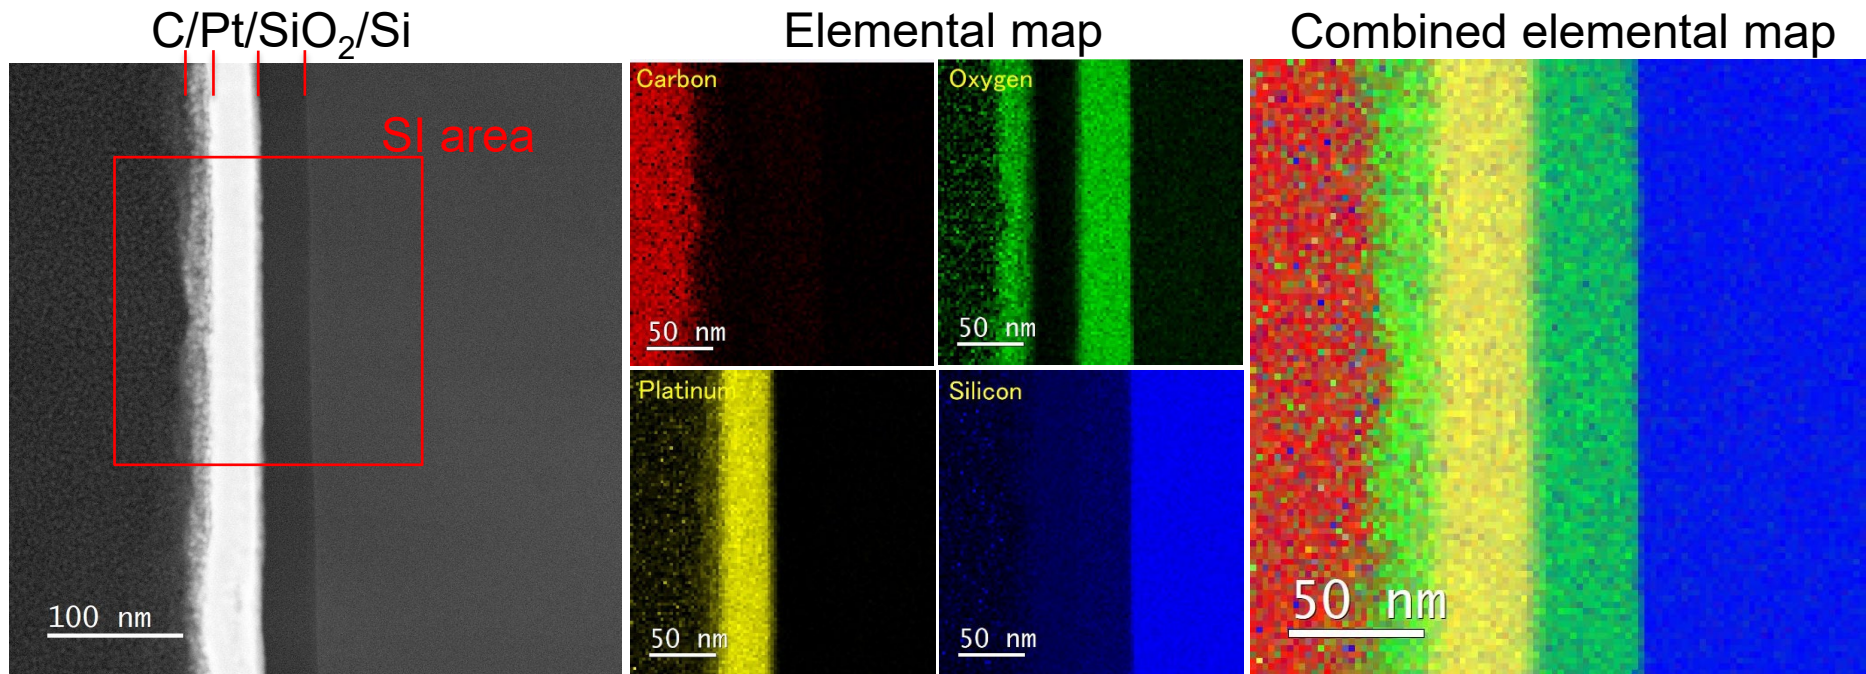 C/Pt/SiO₂/Si
Elemental map
Combined elemental map
SI area
100 nm
Carbon
50 nm
Oxygen
50 nm
Platinum
50 nm
Silicon
50 nm
50 nm